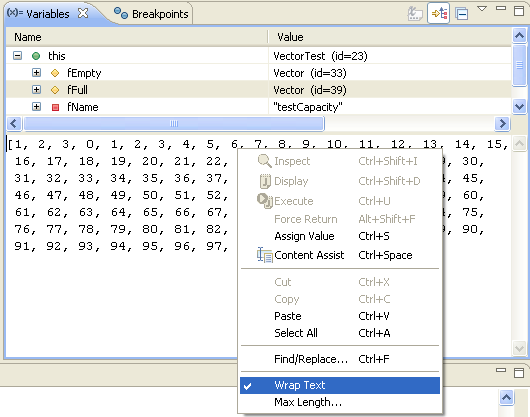 (x)= Variables Breakpoints
Name Value
this VectorTest (id=23)
fEmpty Vector (id=33)
fFull Vector (id=39)
fName "testCapacity"
[1, 2, 3, 0, 1, 2, 3, 4, 5, 6, 7, 8, 9, 10, 11, 12, 13, 14, 15,
16, 17, 18, 19, 20, 21, 22, 30,
31, 32, 33, 34, 35, 36, 37, 45,
46, 47, 48, 49, 50, 51, 52, 60,
61, 62, 63, 64, 65, 66, 67, 75,
76, 77, 78, 79, 80, 81, 82, 90,
91, 92, 93, 94, 95, 96, 97,
Inspect Ctrl+Shift+I
Display Ctrl+Shift+D
Execute Ctrl+U
Force Return Alt+Shift+F
Assign Value Ctrl+S
Content Assist Ctrl+Space
Cut Ctrl+X
Copy Ctrl+C
Paste Ctrl+V
Select All Ctrl+A
Find/Replace... Ctrl+F
Wrap Text
Max Length...